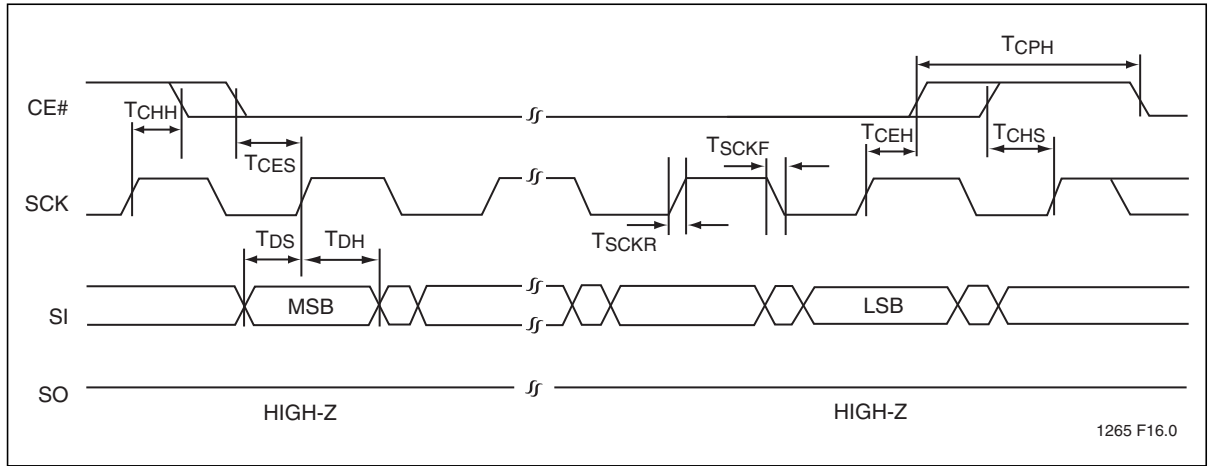 TCPH
CE#
TCHH
TCES
TSCKF
TCEH
TCHS
SCK
TSCKR
TDS
TDH
SI
MSB
LSB
SO
HIGH-Z
HIGH-Z
1265 F16.0